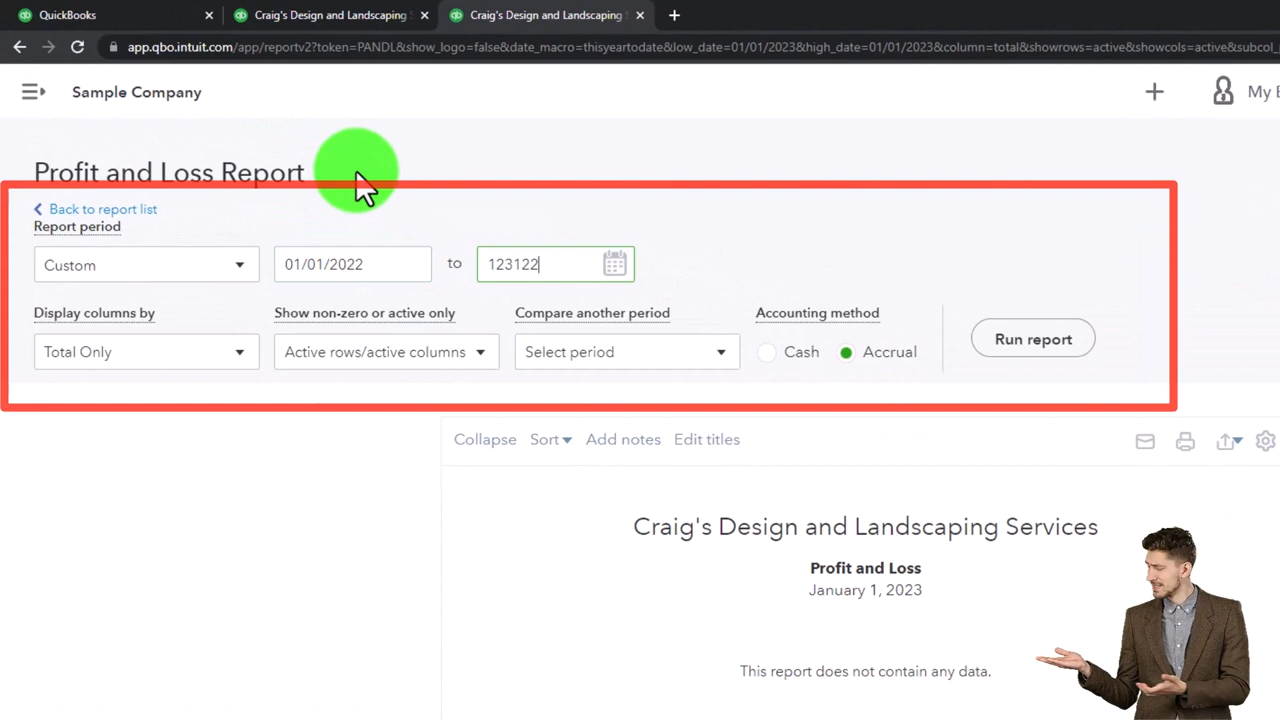 QuickBooks
Craig's Design and Landscaping
Craig's Design and Landscaping
app.qbo.intuit.com/app/reportv2?token=PANDL&show_logo=false&date_macro=thisyeartodate&low_date=01/01/2023&high_date=01/01/2023&column=total&showrows=active&showcols=active&subcol_
Sample Company
My E
Profit and Loss Report
Back to report list
Report period
Custom
01/01/2022
to
123122
Display columns by
Show non-zero or active only
Compare another period
Accounting method
Total Only
Active rows/active columns
Select period
Cash
Accrual
Run report
Collapse Sort Add notes Edit titles
Craig's Design and Landscaping Services
Profit and Loss
January 1, 2023
This report does not contain any data.